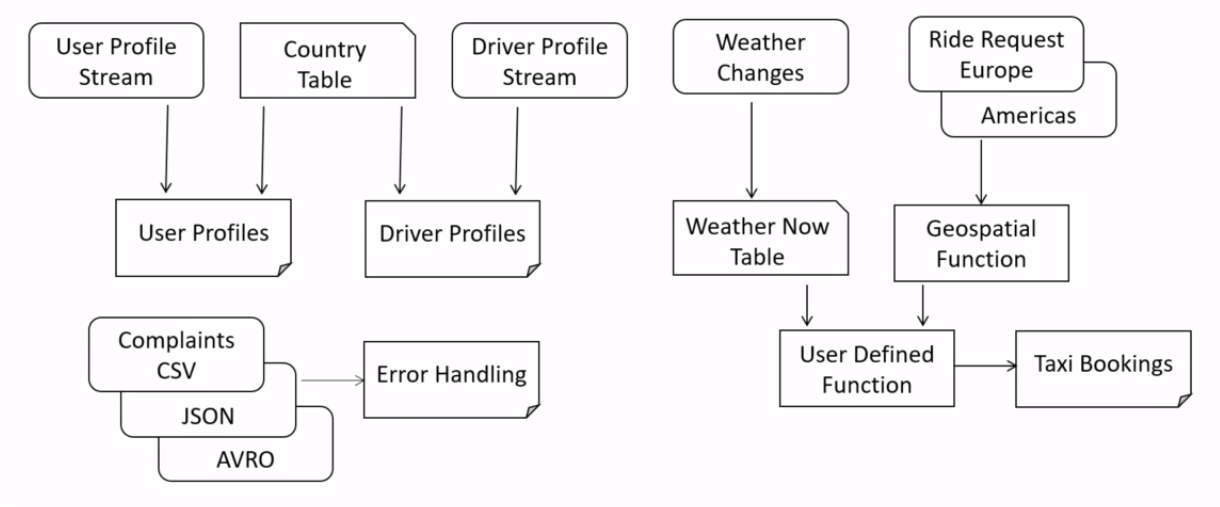 User Profile
Stream
Country
Table
Driver Profile
Stream
Weather
Changes
Ride Request
Europe
Americas
User Profiles
Driver Profiles
Weather Now
Table
Geospatial
Function
Complaints
CSV
JSON
AVRO
Error Handling
User Defined
Function
Taxi Bookings